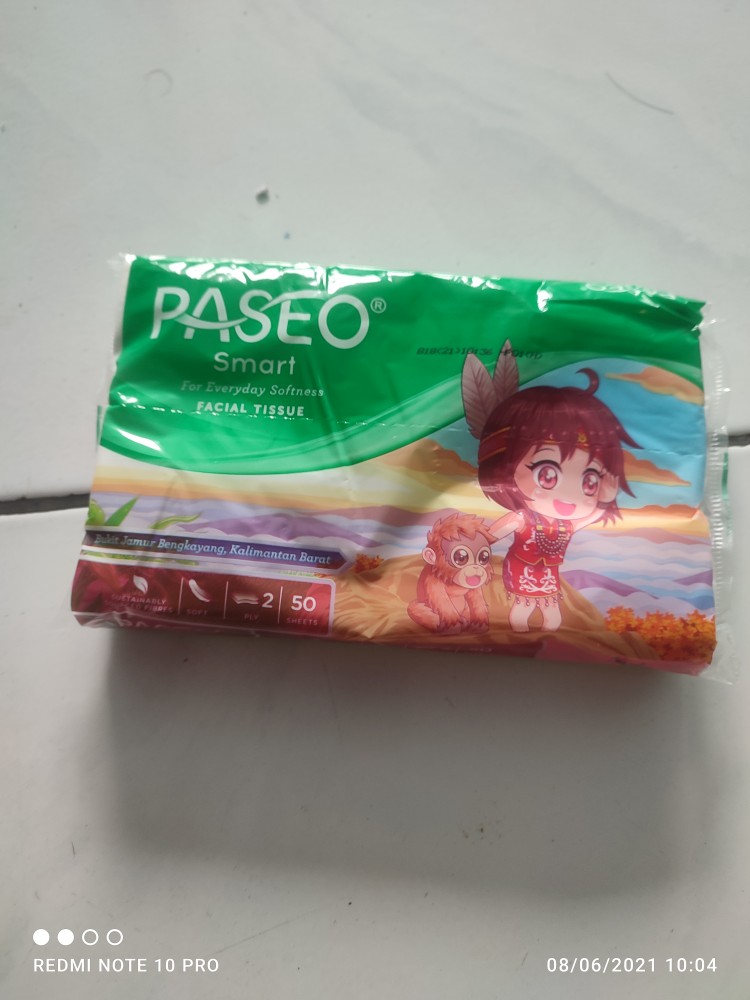 PASEO®
Smart
For Everyday Softness
FACIAL TISSUE
Bukit Jamur Bengkayang, Kalimantan Barat
SOFT
2
PLY
50
SHEETS
REDMI NOTE 10 PRO
08/06/2021 10:04